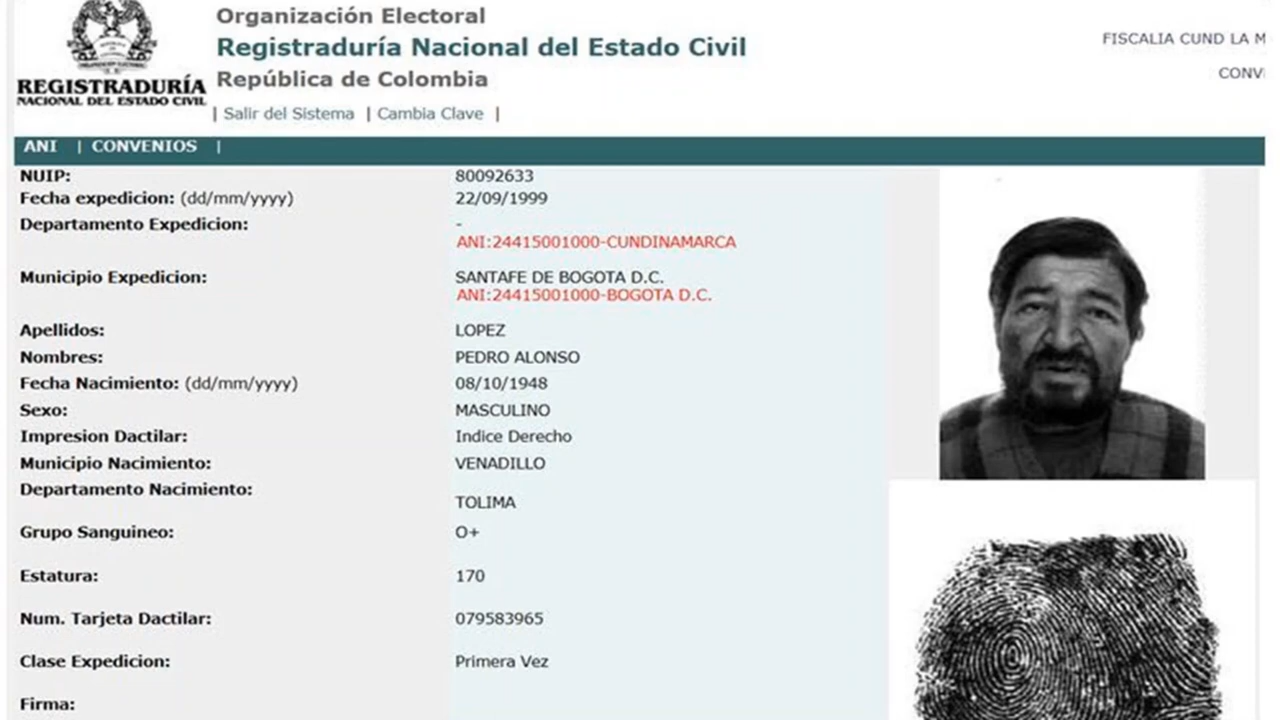 Organización Electoral
Registraduría Nacional del Estado Civil
República de Colombia
REGISTRADURÍA
NACIONAL DEL ESTADO CIVIL
| Salir del Sistema | Cambia Clave |
FISCALIA CUND LA M
CONV
ANI | CONVENIOS |
NUIP: 80092633
Fecha expedicion: (dd/mm/yyyy) 22/09/1999
Departamento Expedicion: -
ANI:24415001000-CUNDINAMARCA
Municipio Expedicion: SANTAFE DE BOGOTA D.C.
ANI:24415001000-BOGOTA D.C.
Apellidos: LOPEZ
Nombres: PEDRO ALONSO
Fecha Nacimiento: (dd/mm/yyyy) 08/10/1948
Sexo: MASCULINO
Impresion Dactilar: Indice Derecho
Municipio Nacimiento: VENADILLO
Departamento Nacimiento: TOLIMA
Grupo Sanguineo: O+
Estatura: 170
Num. Tarjeta Dactilar: 079583965
Clase Expedicion: Primera Vez
Firma: